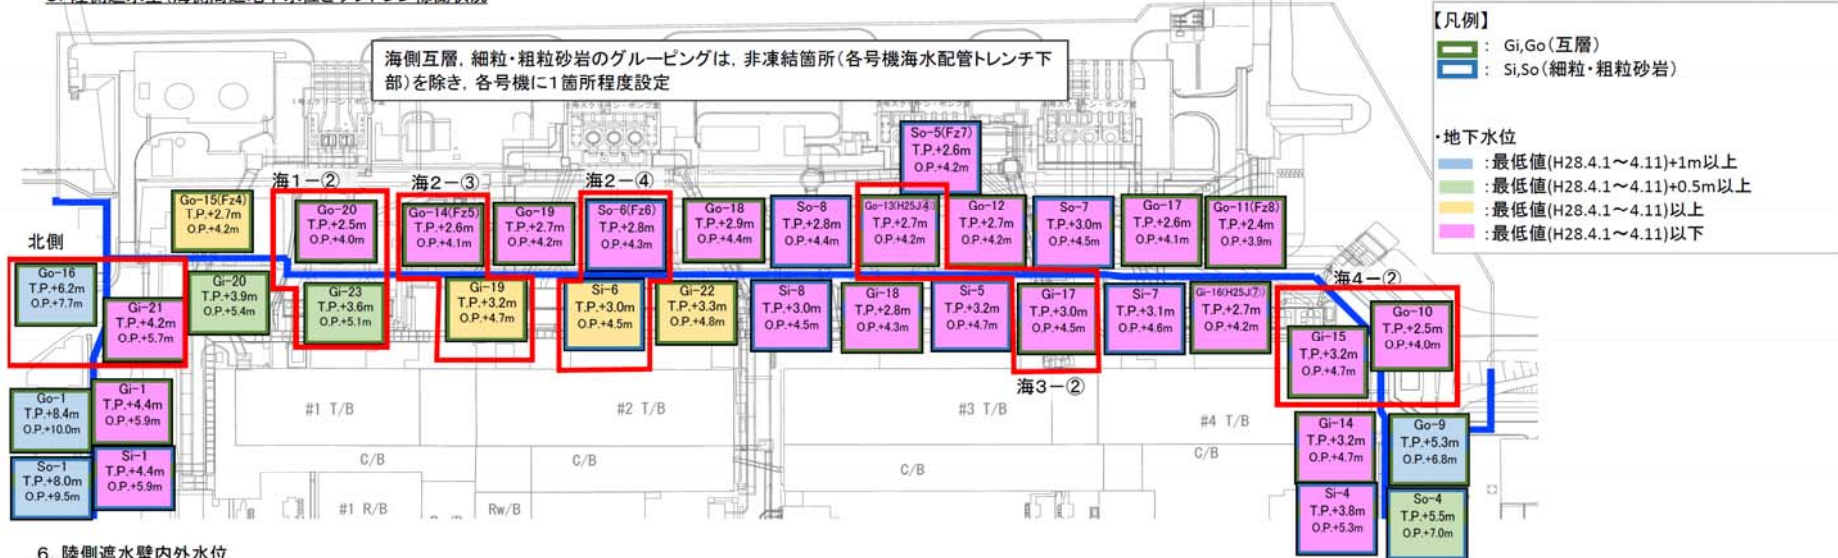 海側互層，細粒・粗粒砂岩のグルーピングは，非凍結箇所（各号機海水配管トレンチ下
部）を除き，各号機に１箇所程度設定
【凡例】
： Gi,Go（互層）
： Si,So（細粒・粗粒砂岩）
・地下水位
：最低値(H28.4.1～4.11)+1m以上
：最低値(H28.4.1～4.11)+0.5m以上
：最低値(H28.4.1～4.11)以上
：最低値(H28.4.1～4.11)以下
So-5(Fz7)
T.P.+2.6m
O.P.+4.2m
海１－②
海２－③
海２－④
Go-15(Fz4)
T.P.+2.7m
O.P.+4.2m
Go-20
T.P.+2.5m
O.P.+4.0m
Go-14(Fz5)
T.P.+2.6m
O.P.+4.1m
Go-19
T.P.+2.7m
O.P.+4.2m
So-6(Fz6)
T.P.+2.8m
O.P.+4.3m
Go-18
T.P.+2.9m
O.P.+4.4m
So-8
T.P.+2.8m
O.P.+4.4m
Go-13(H25J④)
T.P.+2.7m
O.P.+4.2m
Go-12
T.P.+2.7m
O.P.+4.2m
So-7
T.P.+3.0m
O.P.+4.5m
Go-17
T.P.+2.6m
O.P.+4.1m
Go-11(Fz8)
T.P.+2.4m
O.P.+3.9m
北側
Go-16
T.P.+6.2m
O.P.+7.7m
Gi-21
T.P.+4.2m
O.P.+5.7m
Gi-20
T.P.+3.9m
O.P.+5.4m
Gi-23
T.P.+3.6m
O.P.+5.1m
Gi-19
T.P.+3.2m
O.P.+4.7m
Si-6
T.P.+3.0m
O.P.+4.5m
Gi-22
T.P.+3.3m
O.P.+4.8m
Si-8
T.P.+3.0m
O.P.+4.5m
Gi-18
T.P.+2.8m
O.P.+4.3m
Si-5
T.P.+3.2m
O.P.+4.7m
Gi-17
T.P.+3.0m
O.P.+4.5m
Si-7
T.P.+3.1m
O.P.+4.6m
Gi-16(H25J⑦)
T.P.+2.7m
O.P.+4.2m
海４－②
Gi-15
T.P.+3.2m
O.P.+4.7m
Go-10
T.P.+2.5m
O.P.+4.0m
海３－②
Go-1
T.P.+8.4m
O.P.+10.0m
Gi-1
T.P.+4.4m
O.P.+5.9m
#1 T/B
#2 T/B
#3 T/B
#4 T/B
Gi-14
T.P.+3.2m
O.P.+4.7m
Go-9
T.P.+5.3m
O.P.+6.8m
So-1
T.P.+8.0m
O.P.+9.5m
Si-1
T.P.+4.4m
O.P.+5.9m
C/B
C/B
C/B
C/B
#1 R/B
Rw/B
Si-4
T.P.+3.8m
O.P.+5.3m
So-4
T.P.+5.5m
O.P.+7.0m
６．陸側遮水壁内外水位